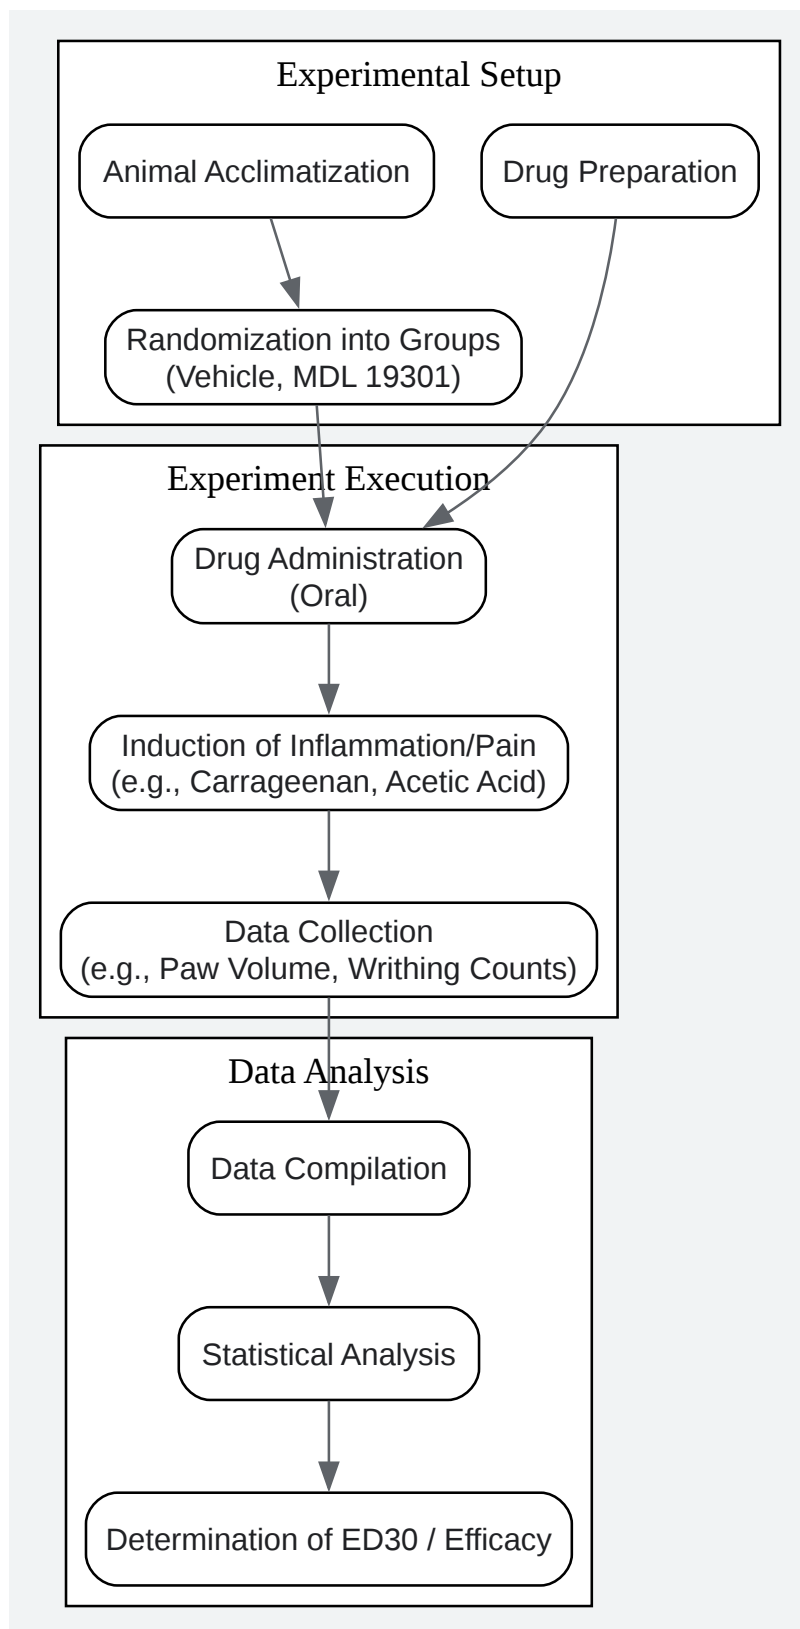 Experimental Setup
Animal Acclimatization
Drug Preparation
Randomization into Groups
(Vehicle, MDL 19301)
Experiment Execution
Drug Administration
(Oral)
Induction of Inflammation/Pain
(e.g., Carrageenan, Acetic Acid)
Data Collection
(e.g., Paw Volume, Writhing Counts)
Data Analysis
Data Compilation
Statistical Analysis
Determination of ED30 / Efficacy